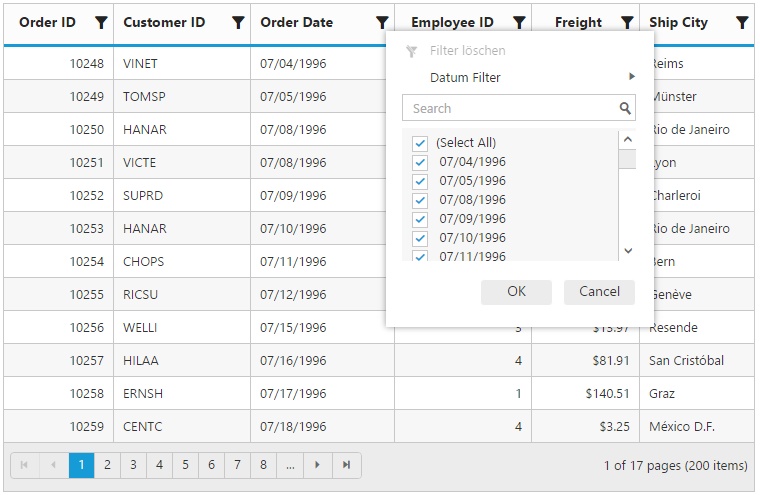 Order ID Customer ID Order Date Employee ID Freight Ship City
Filter löschen
Datum Filter
Search
(Select All)
07/04/1996
07/05/1996
07/08/1996
07/09/1996
07/10/1996
07/11/1996
OK Cancel
10248 VINET 07/04/1996 Reims
10249 TOMSP 07/05/1996 Münster
10250 HANAR 07/08/1996 Rio de Janeiro
10251 VICTE 07/08/1996 Lyon
10252 SUPRD 07/09/1996 Charleroi
10253 HANAR 07/10/1996 Rio de Janeiro
10254 CHOPS 07/11/1996 Bern
10255 RICSU 07/12/1996 Genève
10256 WELLI 07/15/1996 3 $13.97 Resende
10257 HILAA 07/16/1996 4 $81.91 San Cristóbal
10258 ERNSH 07/17/1996 1 $140.51 Graz
10259 CENTC 07/18/1996 4 $3.25 México D.F.
1 2 3 4 5 6 7 8 ... 1 of 17 pages (200 items)